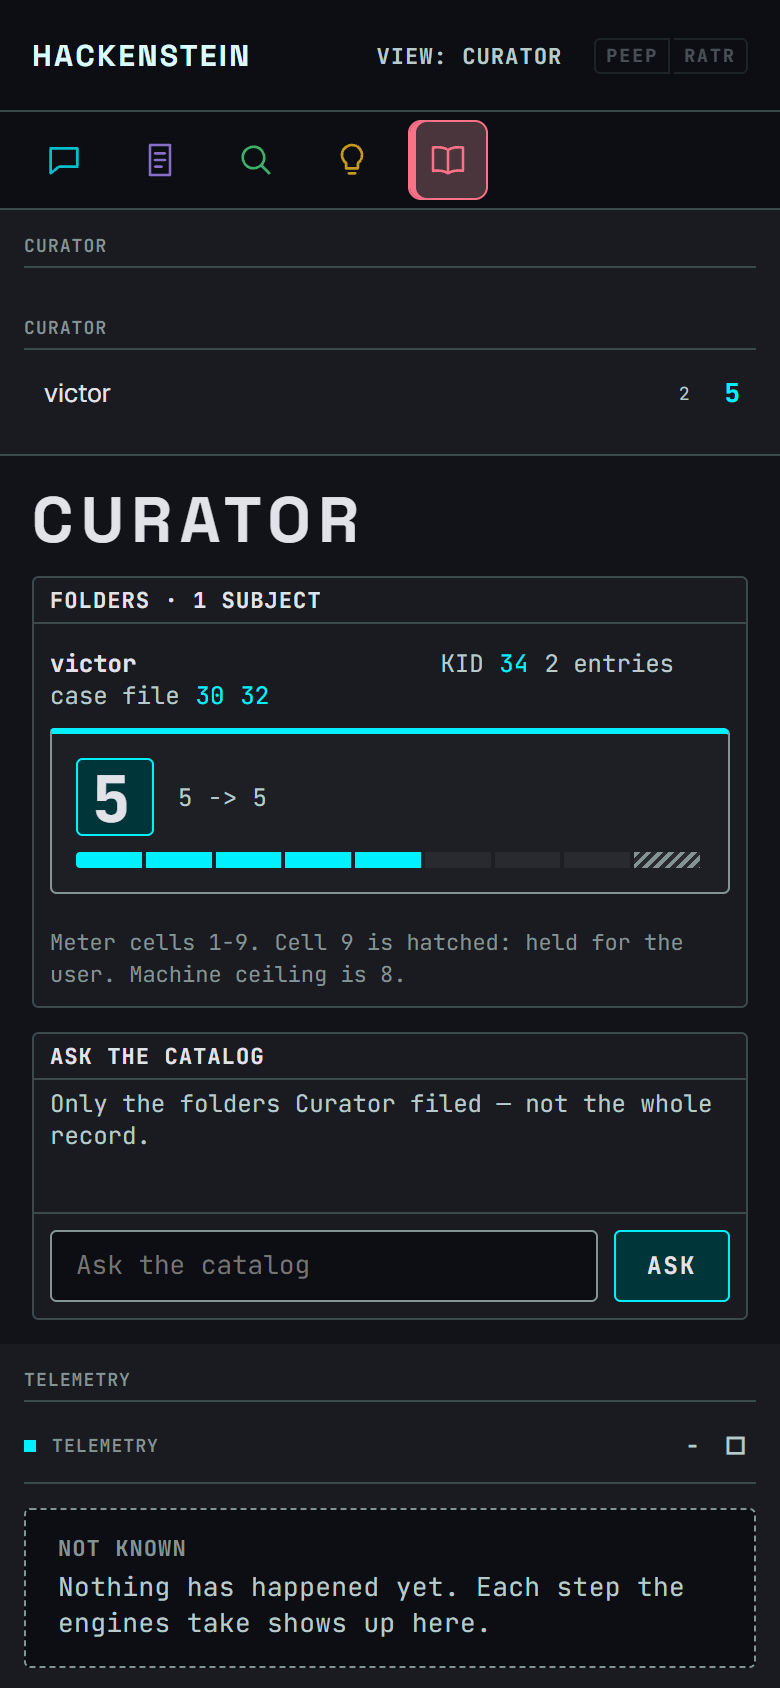 HACKENSTEIN
VIEW: CURATOR
PEEP
RATR
CURATOR
CURATOR
victor 2 5
CURATOR
FOLDERS · 1 SUBJECT
victor KID 34 2 entries
case file 30 32
5 5 -> 5
Meter cells 1-9. Cell 9 is hatched: held for the
user. Machine ceiling is 8.
ASK THE CATALOG
Only the folders Curator filed — not the whole
record.
Ask the catalog
ASK
TELEMETRY
TELEMETRY -
NOT KNOWN
Nothing has happened yet. Each step the
engines take shows up here.